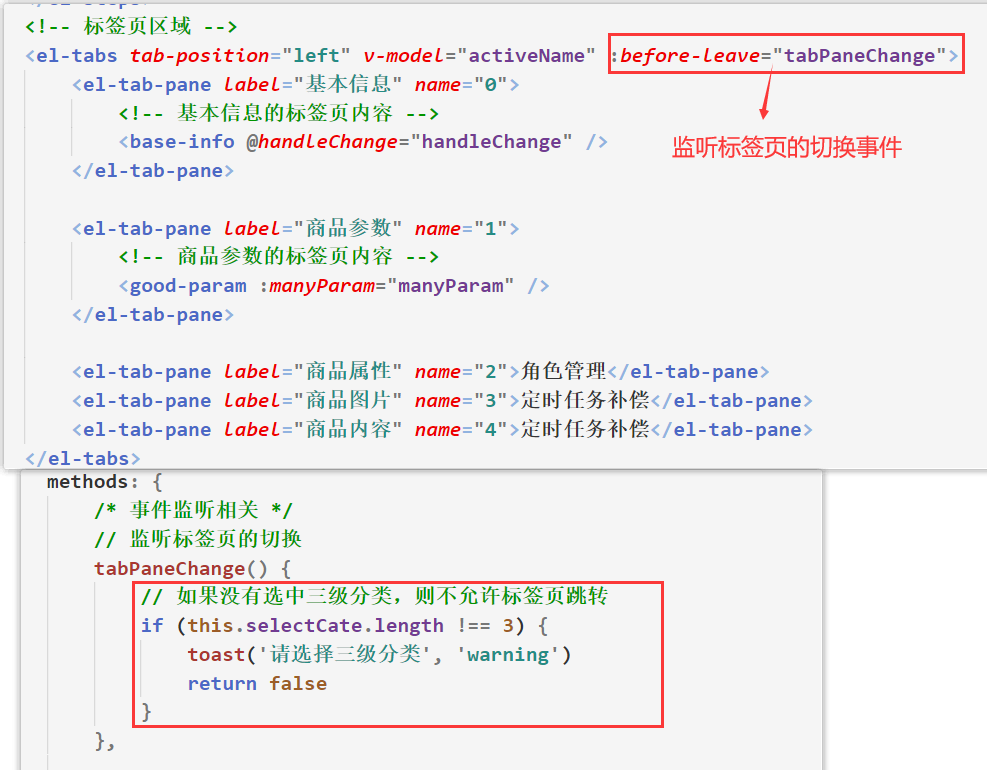 <!-- 标签页区域 -->
<el-tabs tab-position="left" v-model="activeName" :before-leave="tabPaneChange">
<el-tab-pane label="基本信息" name="0">
<!-- 基本信息的标签页内容 -->
<base-info @handleChange="handleChange" />
监听标签页的切换事件
</el-tab-pane>
<el-tab-pane label="商品参数" name="1">
<!-- 商品参数的标签页内容 -->
<good-param :manyParam="manyParam" />
</el-tab-pane>
<el-tab-pane label="商品属性" name="2">角色管理</el-tab-pane>
<el-tab-pane label="商品图片" name="3">定时任务补偿</el-tab-pane>
<el-tab-pane label="商品内容" name="4">定时任务补偿</el-tab-pane>
</el-tabs>
methods: {
/* 事件监听相关 */
// 监听标签页的切换
tabPaneChange() {
// 如果没有选中三级分类，则不允许标签页跳转
if (this.selectCate.length !== 3) {
toast('请选择三级分类', 'warning')
return false
}
},